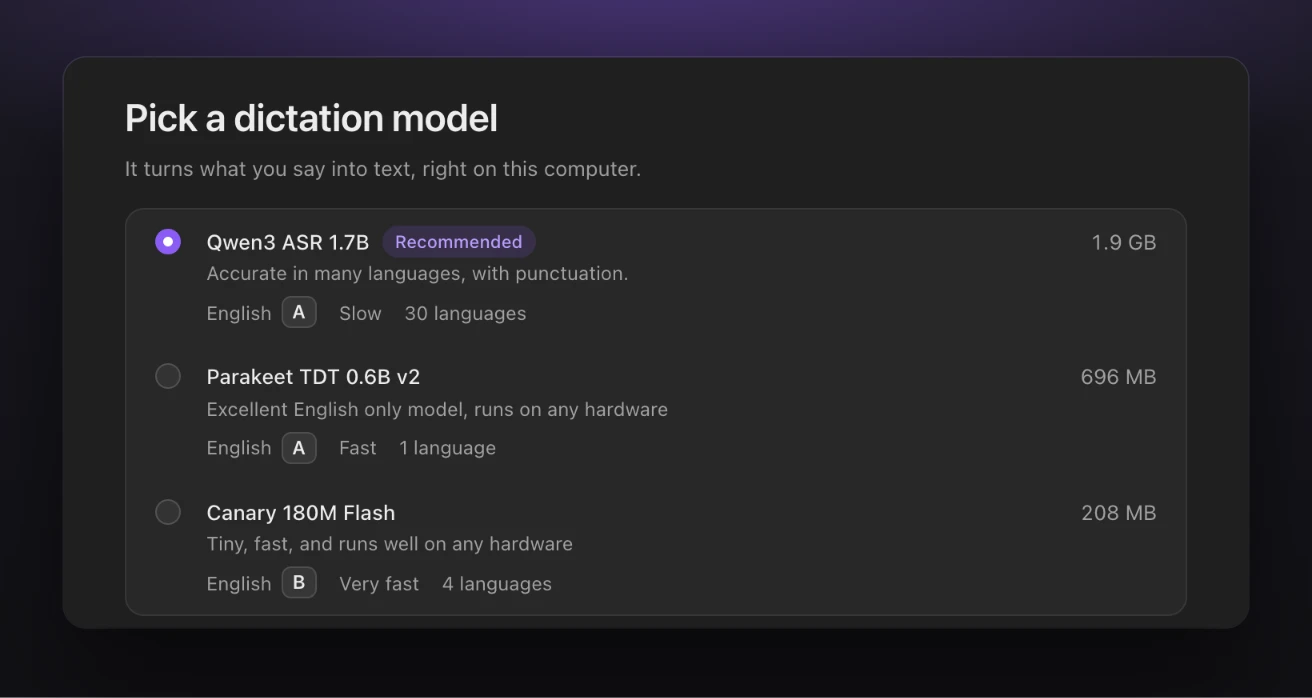 Pick a dictation model
It turns what you say into text, right on this computer.
Qwen3 ASR 1.7B Recommended 1.9 GB
Accurate in many languages, with punctuation.
English A Slow 30 languages
Parakeet TDT 0.6B v2 696 MB
Excellent English only model, runs on any hardware
English A Fast 1 language
Canary 180M Flash 208 MB
Tiny, fast, and runs well on any hardware
English B Very fast 4 languages